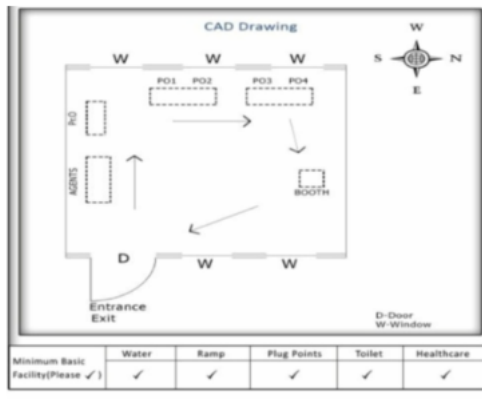 CAD Drawing
W
S N
E
W W W
PO1 PO2 PO3 PO4
PrO
AGENTS
BOOTH
D
W W
Entrance
Exit
D-Door
W-Window
Minimum Basic
Facility(Please ✓)
Water Ramp Plug Points Toilet Healthcare
✓ ✓ ✓ ✓ ✓